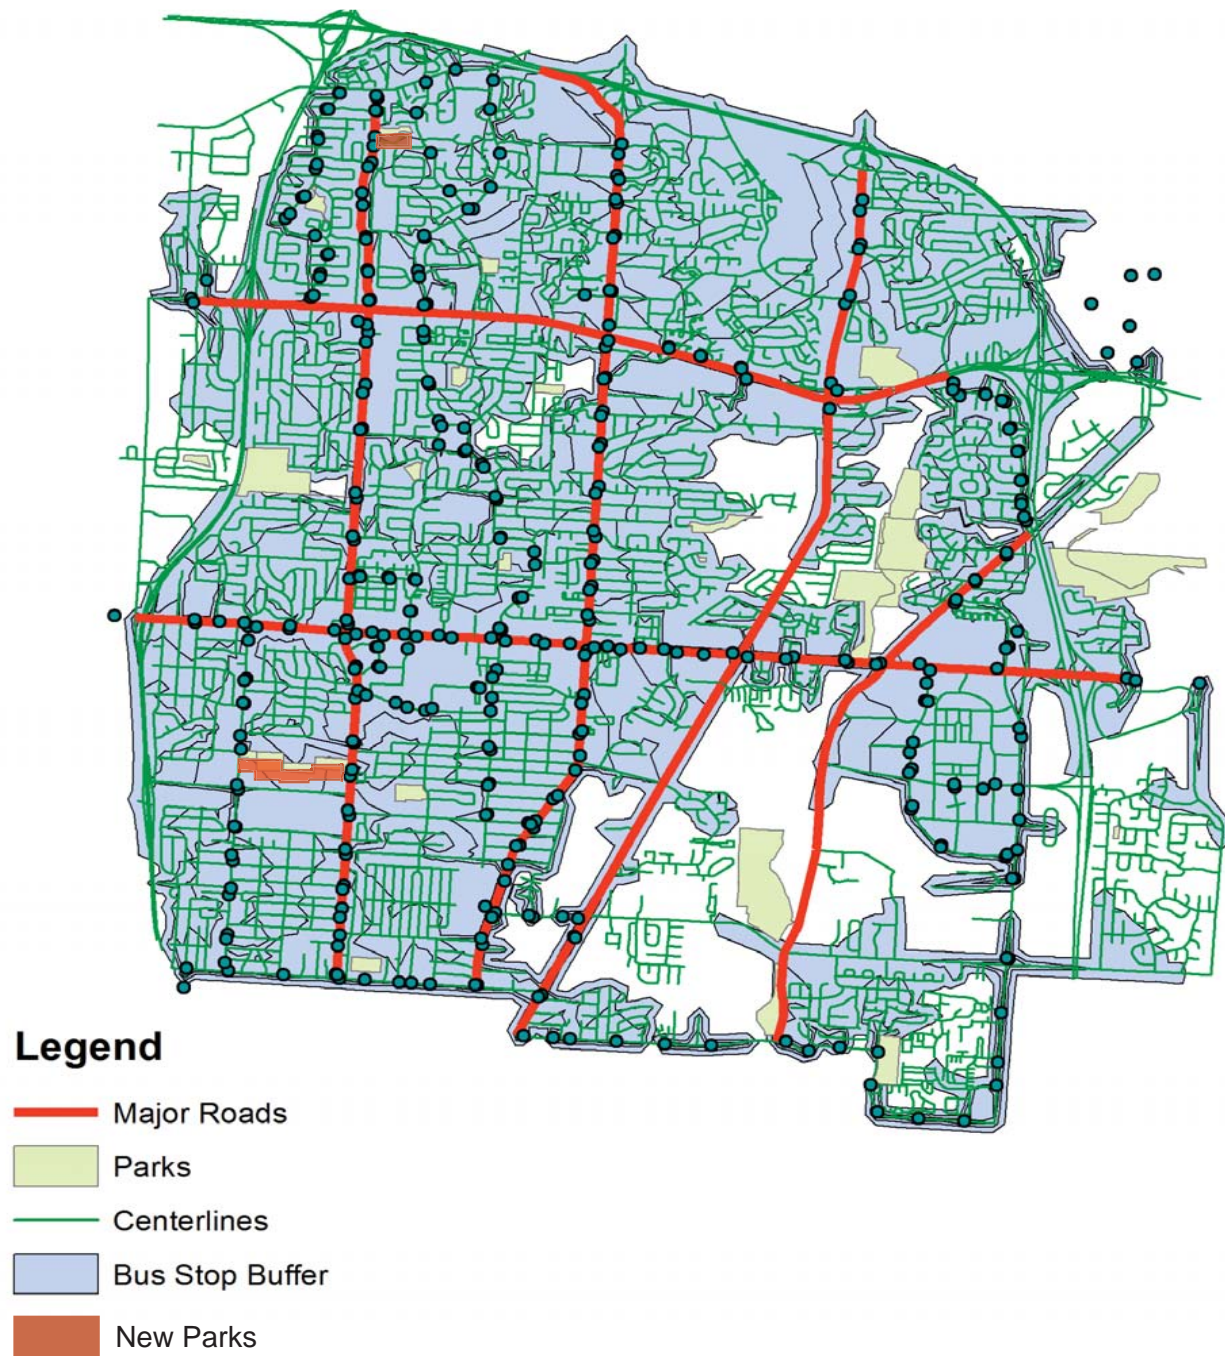 Legend
Major Roads
Parks
Centerlines
Bus Stop Buffer
New Parks